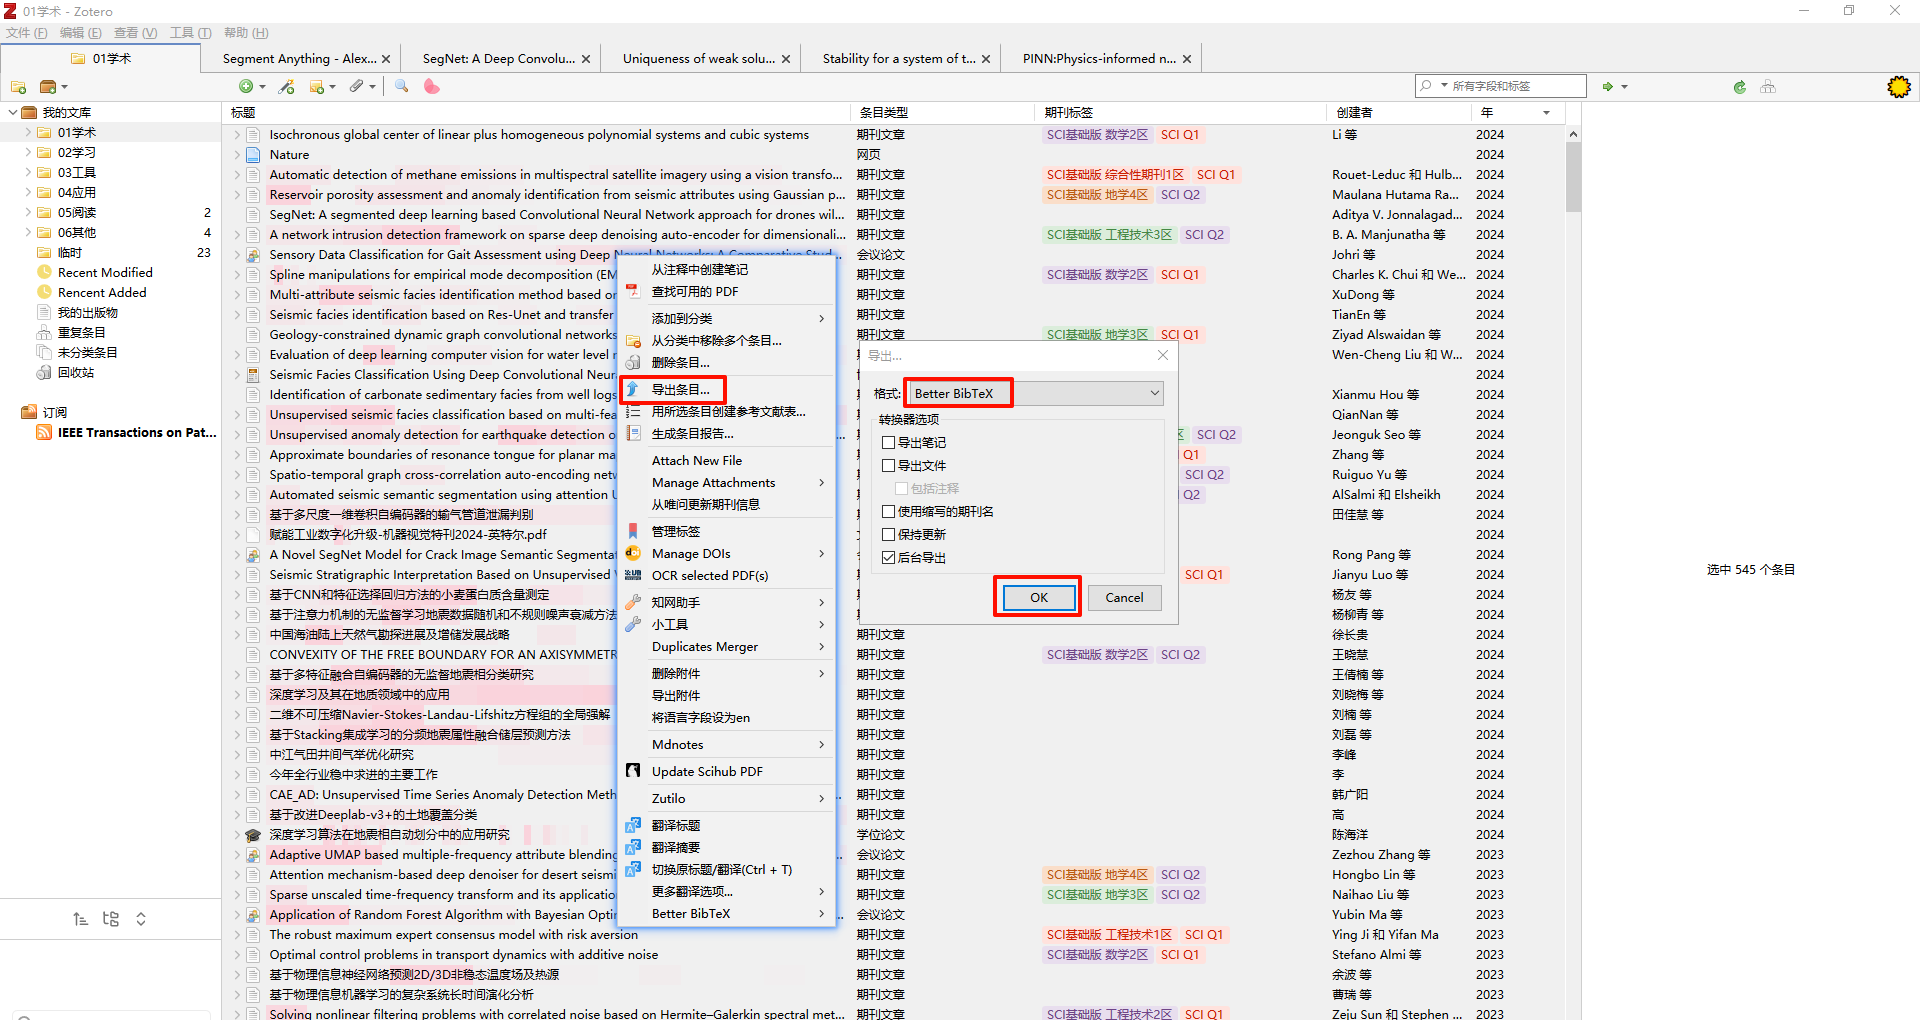 01学术 - Zotero
文件 (F) 编辑 (E) 查看 (V) 工具 (T) 帮助 (H)
01学术
Segment Anything - Alex...
SegNet: A Deep Convolu...
Uniqueness of weak solu...
Stability for a system of t...
PINN:Physics-informed n...
所有字段和标签
我的文库
01学术
02学习
03工具
04应用
05阅读 2
06其他 4
临时 23
Recent Modified
Rencent Added
我的出版物
重复条目
未分类条目
回收站
订阅
IEEE Transactions on Pat...
标题 条目类型 期刊标签 创建者 年
Isochronous global center of linear plus homogeneous polynomial systems and cubic systems 期刊文章 SCI基础版 数学2区 SCI Q1 Li 等 2024
Nature 网页 2024
Automatic detection of methane emissions in multispectral satellite imagery using a vision transfo... 期刊文章 SCI基础版 综合性期刊1区 SCI Q1 Rouet-Leduc 和 Hulb... 2024
Reservoir porosity assessment and anomaly identification from seismic attributes using Gaussian p... 期刊文章 SCI基础版 地学4区 SCI Q2 Maulana Hutama Ra... 2024
SegNet: A segmented deep learning based Convolutional Neural Network approach for drones wil... 期刊文章 Aditya V. Jonnalagad... 2024
A network intrusion detection framework on sparse deep denoising auto-encoder for dimensionali... 期刊文章 SCI基础版 工程技术3区 SCI Q2 B. A. Manjunatha 等 2024
Sensory Data Classification for Gait Assessment using Deep Neural Networks: A Comparative Stud... 会议论文 Johri 等 2024
Spline manipulations for empirical mode decomposition (EM 期刊文章 SCI基础版 数学2区 SCI Q1 Charles K. Chui 和 We... 2024
Multi-attribute seismic facies identification method based on 期刊文章 XuDong 等 2024
Seismic facies identification based on Res-Unet and transfer 期刊文章 TianEn 等 2024
Geology-constrained dynamic graph convolutional networks 期刊文章 SCI基础版 地学3区 SCI Q1 Ziyad Alswaidan 等 2024
Evaluation of deep learning computer vision for water level Wen-Cheng Liu 和 W... 2024
Seismic Facies Classification Using Deep Convolutional Neu 2024
Identification of carbonate sedimentary facies from well logs Xianmu Hou 等 2024
Unsupervised seismic facies classification based on multi-fea QianNan 等 2024
Unsupervised anomaly detection for earthquake detection o 区 SCI Q2 Jeonguk Seo 等 2024
Approximate boundaries of resonance tongue for planar ma Q1 Zhang 等 2024
Spatio-temporal graph cross-correlation auto-encoding netw SCI Q2 Ruiguo Yu 等 2024
Automated seismic semantic segmentation using attention U Q2 AlSalmi 和 Elsheikh 2024
基于多尺度一维卷积自编码器的输气管道泄漏判别 田佳慧 等 2024
赋能工业数字化升级-机器视觉特刊2024-英特尔.pdf 2024
A Novel SegNet Model for Crack Image Semantic Segmenta Rong Pang 等 2024
Seismic Stratigraphic Interpretation Based on Unsupervised SCI Q1 Jianyu Luo 等 2024
基于CNN和特征选择回归方法的小麦蛋白质含量测定 杨友 等 2024
基于注意力机制的无监督学习地震数据随机和不规则噪声衰减方法 杨柳青 等 2024
中国海油陆上天然气勘探进展及增储发展战略 期刊文章 徐长贵 2024
CONVEXITY OF THE FREE BOUNDARY FOR AN AXISYMMETR 期刊文章 SCI基础版 数学2区 SCI Q2 王晓慧 2024
基于多特征融合自编码器的无监督地震相分类研究 期刊文章 王倩楠 等 2024
深度学习及其在地质领域中的应用 期刊文章 刘晓梅 等 2024
二维不可压缩Navier-Stokes-Landau-Lifshitz方程组的全局强解 期刊文章 刘楠 等 2024
基于Stacking集成学习的分频地震属性融合储层预测方法 期刊文章 刘磊 等 2024
中江气田井间气举优化研究 期刊文章 李峰 2024
今年全行业稳中求进的主要工作 期刊文章 李 2024
CAE_AD: Unsupervised Time Series Anomaly Detection Meth 期刊文章 韩广阳 2024
基于改进Deeplab-v3+的土地覆盖分类 期刊文章 高 2024
深度学习算法在地震相自动划分中的应用研究 学位论文 陈海洋 2024
Adaptive UMAP based multiple-frequency attribute blending 会议论文 Zezhou Zhang 等 2023
Attention mechanism-based deep denoiser for desert seismi 期刊文章 SCI基础版 地学4区 SCI Q2 Hongbo Lin 等 2023
Sparse unscaled time-frequency transform and its applicatio 期刊文章 SCI基础版 地学3区 SCI Q2 Naihao Liu 等 2023
Application of Random Forest Algorithm with Bayesian Opti 会议论文 Yubin Ma 等 2023
The robust maximum expert consensus model with risk aversion 期刊文章 SCI基础版 工程技术1区 SCI Q1 Ying Ji 和 Yifan Ma 2023
Optimal control problems in transport dynamics with additive noise 期刊文章 SCI基础版 数学2区 SCI Q1 Stefano Almi 等 2023
基于物理信息神经网络预测2D/3D非稳态温度场及热源 期刊文章 余波 等 2023
基于物理信息机器学习的复杂系统长时间演化分析 期刊文章 曹瑞 等 2023
Solving nonlinear filtering problems with correlated noise based on Hermite–Galerkin spectral met... 期刊文章 SCI基础版 工程技术2区 SCI Q1 Zeju Sun 和 Stephen ... 2023
从注释中创建笔记
查找可用的 PDF
添加到分类
从分类中移除多个条目...
删除条目...
导出条目...
用所选条目创建参考文献表...
生成条目报告...
Attach New File
Manage Attachments
从唯问更新期刊信息
管理标签
Manage DOIs
OCR selected PDF(s)
知网助手
小工具
Duplicates Merger
删除附件
导出附件
将语言字段设为en
Mdnotes
Update Scihub PDF
Zutilo
翻译标题
翻译摘要
切换原标题/翻译(Ctrl + T)
更多翻译选项...
Better BibTeX
导出...
格式: Better BibTeX
转换器选项
导出笔记
导出文件
包括注释
使用缩写的期刊名
保持更新
后台导出
OK Cancel
选中 545 个条目